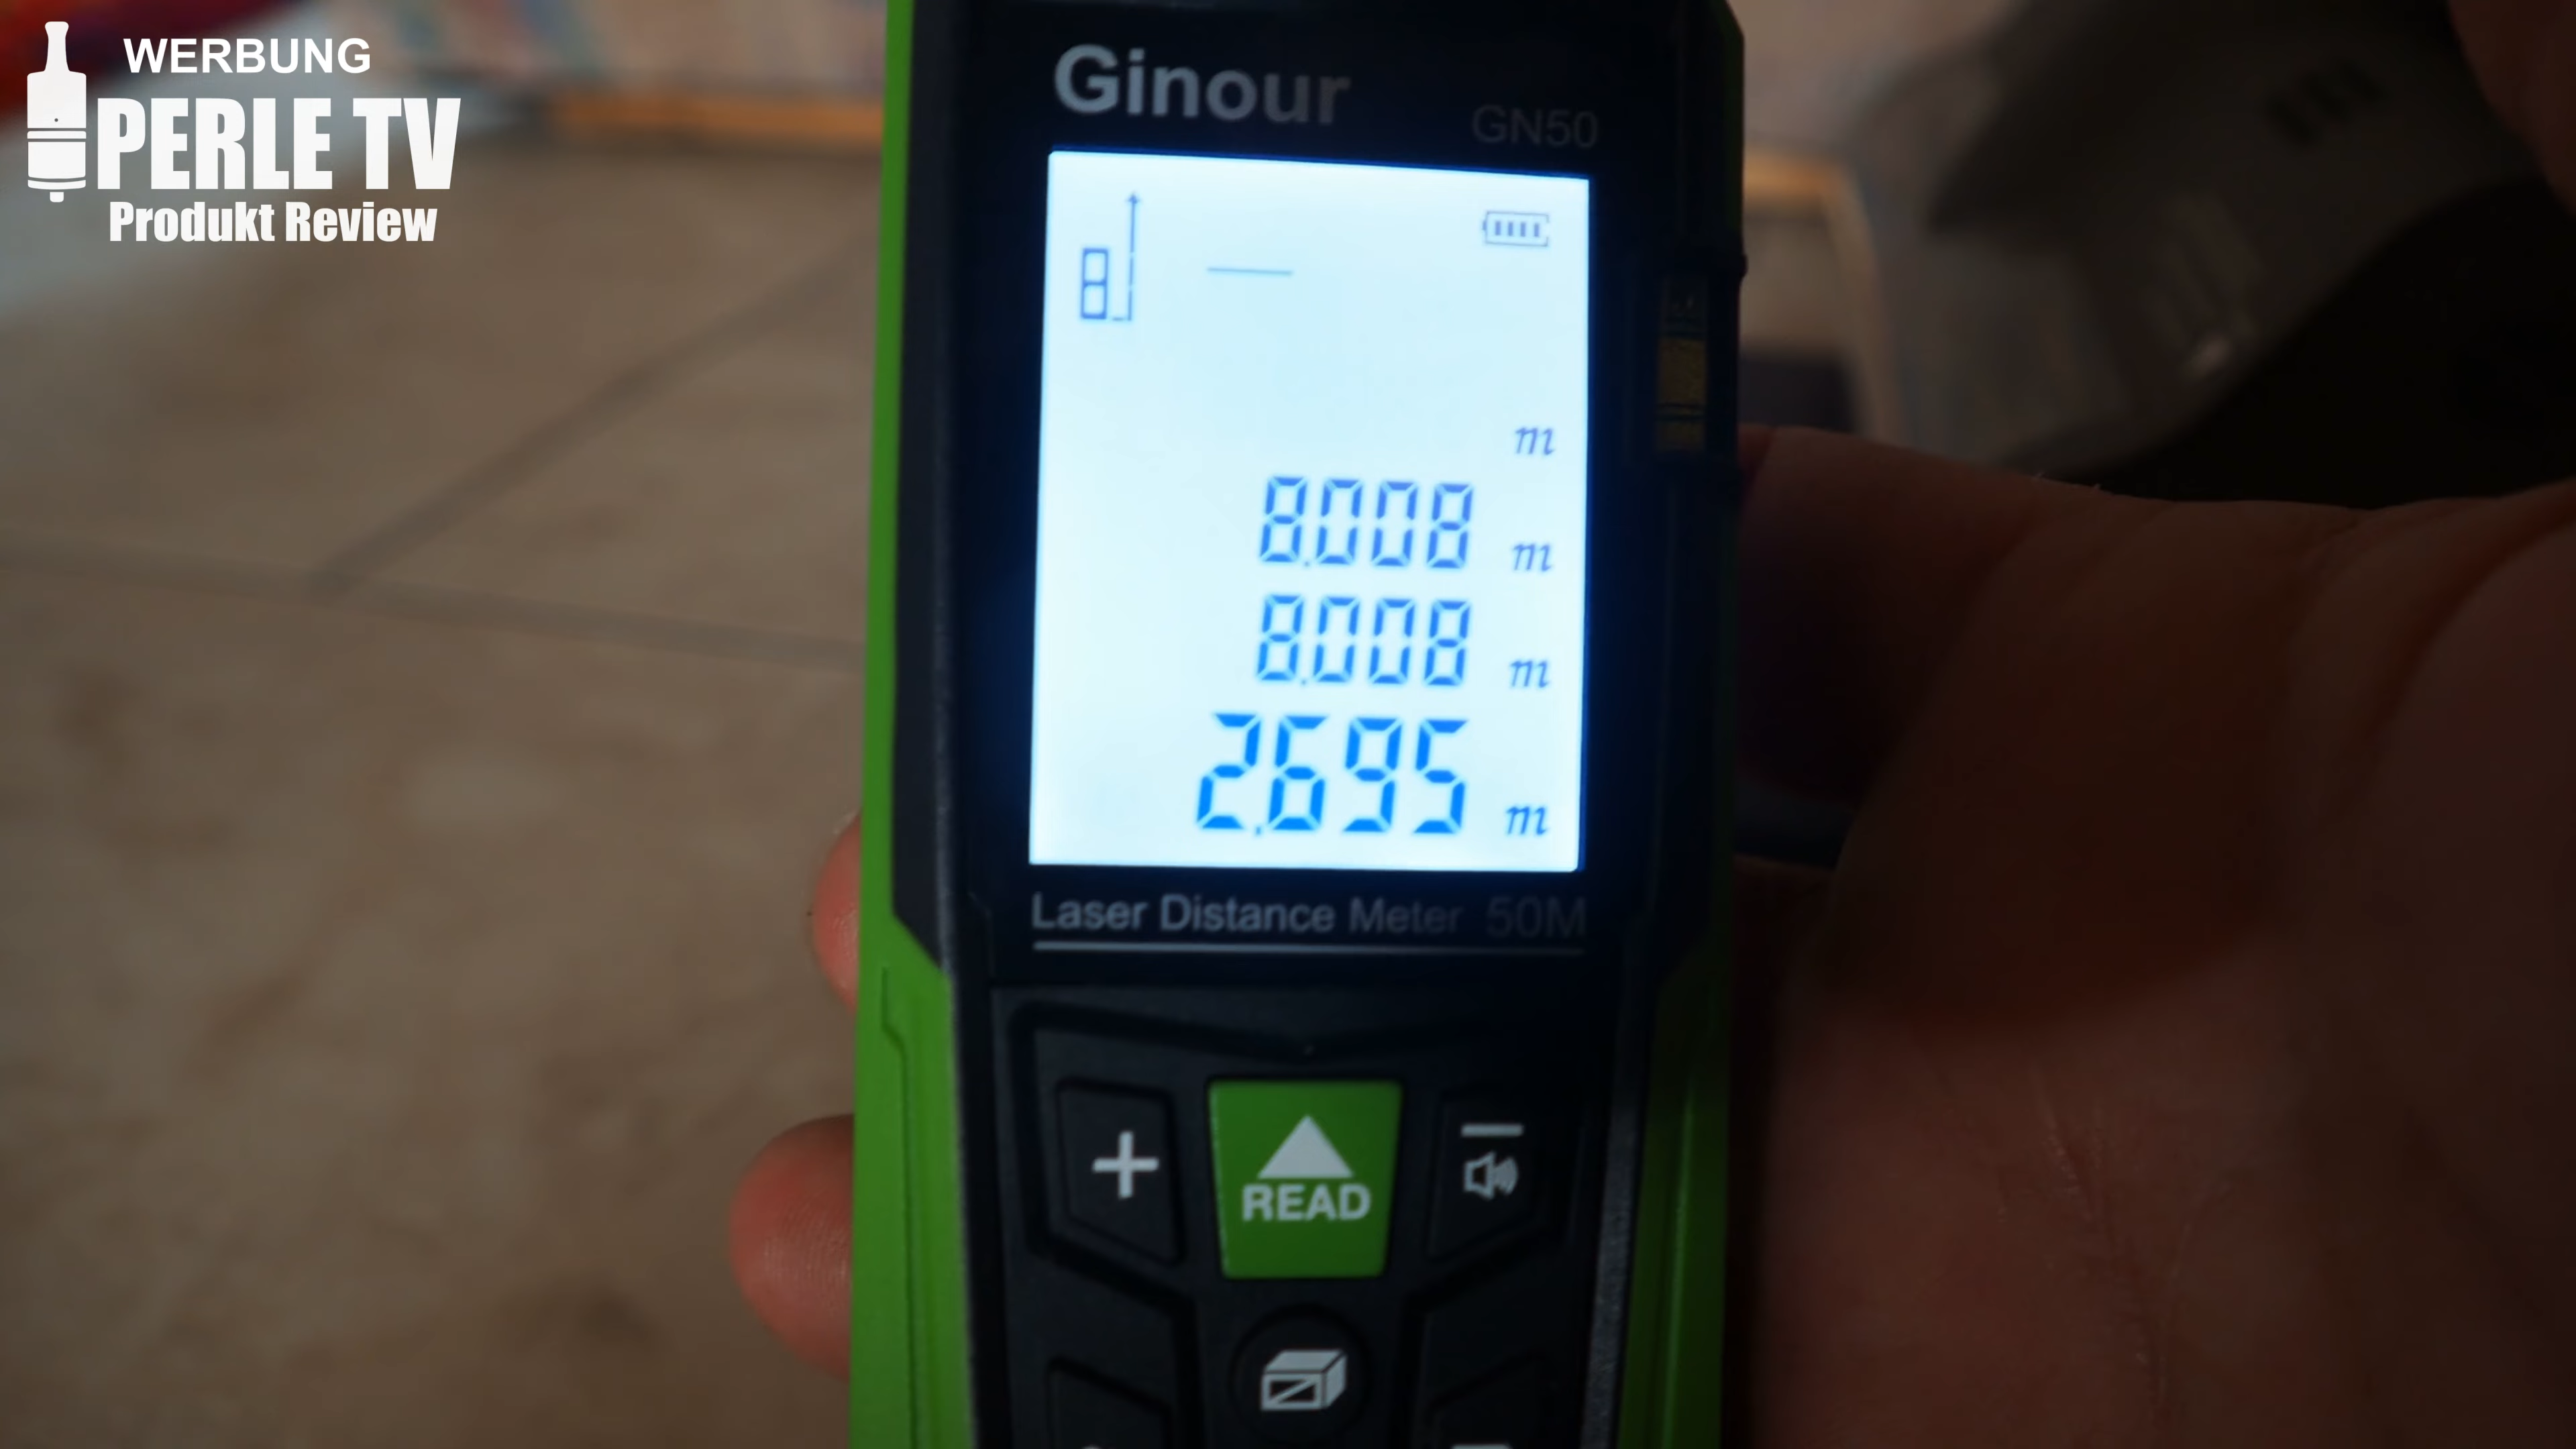 WERBUNG
PERLE TV
Produkt Review
Ginour
GN50
m
8.008 m
8.008 m
2.695 m
Laser Distance Meter 50M
READ